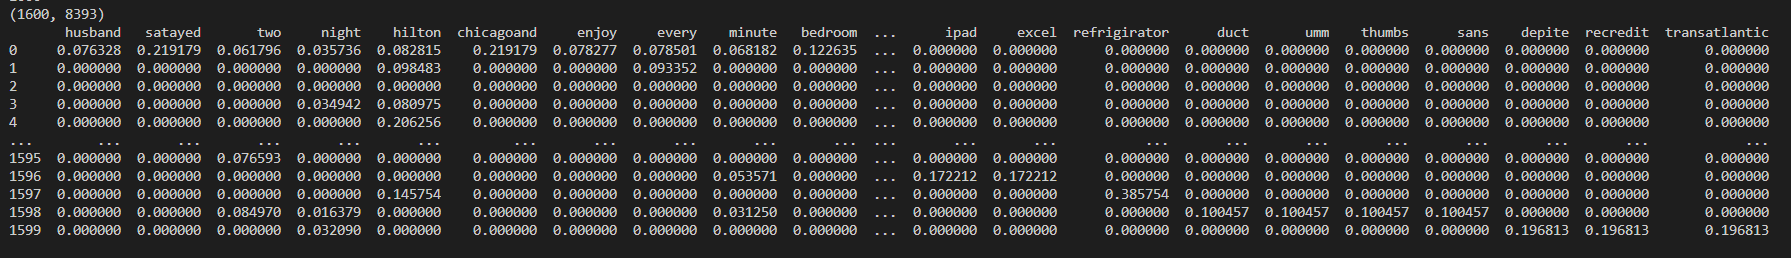 (1600, 8393)
husband satayed two night hilton chicagoand enjoy every minute bedroom ... ipad excel refrigirator duct umm thumbs sans depite recredit transatlantic
0 0.076328 0.219179 0.061796 0.035736 0.082815 0.219179 0.078277 0.078501 0.068182 0.122635 ... 0.000000 0.000000 0.000000 0.000000 0.000000 0.000000 0.000000 0.000000 0.000000 0.000000
1 0.000000 0.000000 0.000000 0.000000 0.098483 0.000000 0.000000 0.093352 0.000000 0.000000 ... 0.000000 0.000000 0.000000 0.000000 0.000000 0.000000 0.000000 0.000000 0.000000 0.000000
2 0.000000 0.000000 0.000000 0.000000 0.000000 0.000000 0.000000 0.000000 0.000000 0.000000 ... 0.000000 0.000000 0.000000 0.000000 0.000000 0.000000 0.000000 0.000000 0.000000 0.000000
3 0.000000 0.000000 0.000000 0.034942 0.080975 0.000000 0.000000 0.000000 0.000000 0.000000 ... 0.000000 0.000000 0.000000 0.000000 0.000000 0.000000 0.000000 0.000000 0.000000 0.000000
4 0.000000 0.000000 0.000000 0.000000 0.206256 0.000000 0.000000 0.000000 0.000000 0.000000 ... 0.000000 0.000000 0.000000 0.000000 0.000000 0.000000 0.000000 0.000000 0.000000 0.000000
... ... ... ... ... ... ... ... ... ... ... ... ... ... ... ... ... ... ... ... ... ...
1595 0.000000 0.000000 0.076593 0.000000 0.000000 0.000000 0.000000 0.000000 0.000000 0.000000 ... 0.000000 0.000000 0.000000 0.000000 0.000000 0.000000 0.000000 0.000000 0.000000 0.000000
1596 0.000000 0.000000 0.000000 0.000000 0.000000 0.000000 0.000000 0.000000 0.053571 0.000000 ... 0.172212 0.172212 0.000000 0.000000 0.000000 0.000000 0.000000 0.000000 0.000000 0.000000
1597 0.000000 0.000000 0.000000 0.000000 0.145754 0.000000 0.000000 0.000000 0.000000 0.000000 ... 0.000000 0.000000 0.385754 0.000000 0.000000 0.000000 0.000000 0.000000 0.000000 0.000000
1598 0.000000 0.000000 0.084970 0.016379 0.000000 0.000000 0.000000 0.000000 0.031250 0.000000 ... 0.000000 0.000000 0.000000 0.100457 0.100457 0.100457 0.100457 0.000000 0.000000 0.000000
1599 0.000000 0.000000 0.000000 0.032090 0.000000 0.000000 0.000000 0.000000 0.000000 0.000000 ... 0.000000 0.000000 0.000000 0.000000 0.000000 0.000000 0.000000 0.196813 0.196813 0.196813